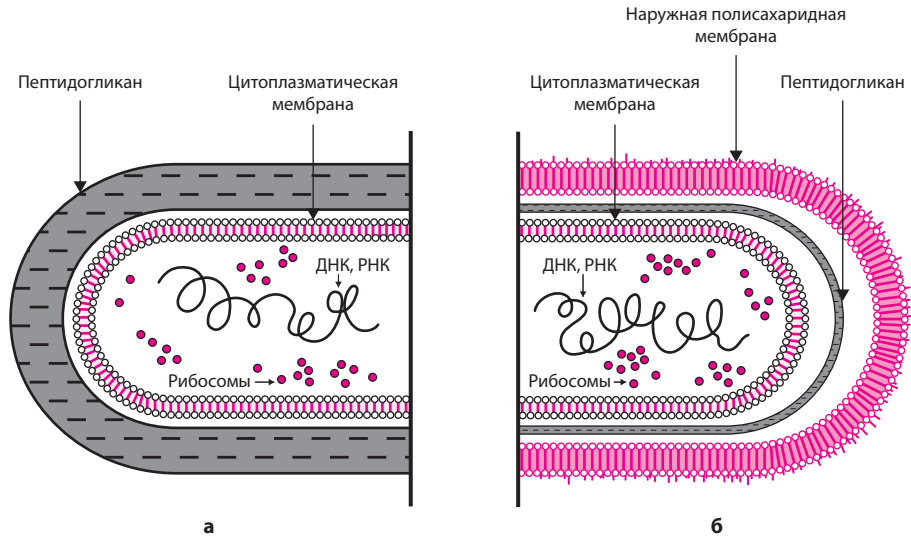 Наружная полисахаридная
мембрана
Пептидогликан
Цитоплазматическая
мембрана
Цитоплазматическая
мембрана
Пептидогликан
ДНК, РНК
Рибосомы
ДНК, РНК
Рибосомы
а
б